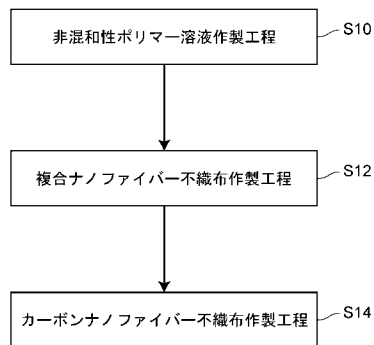 非混和性ポリマー溶液作製工程
S10
複合ナノファイバー不織布作製工程
S12
カーボンナノファイバー不織布作製工程
S14